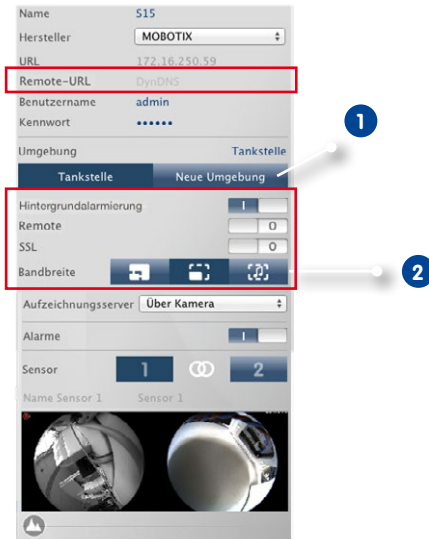 Name S15
Hersteller MOBOTIX
URL 172.16.250.59
Remote-URL DynDNS
Benutzername admin
Kennwort ••••••
1
Umgebung Tankstelle
Tankstelle Neue Umgebung
Hintergrundalarmierung I
Remote O
SSL O
Bandbreite
2
Aufzeichnungsserver Über Kamera
Alarme I
Sensor 1 2
Name Sensor 1 Sensor 1